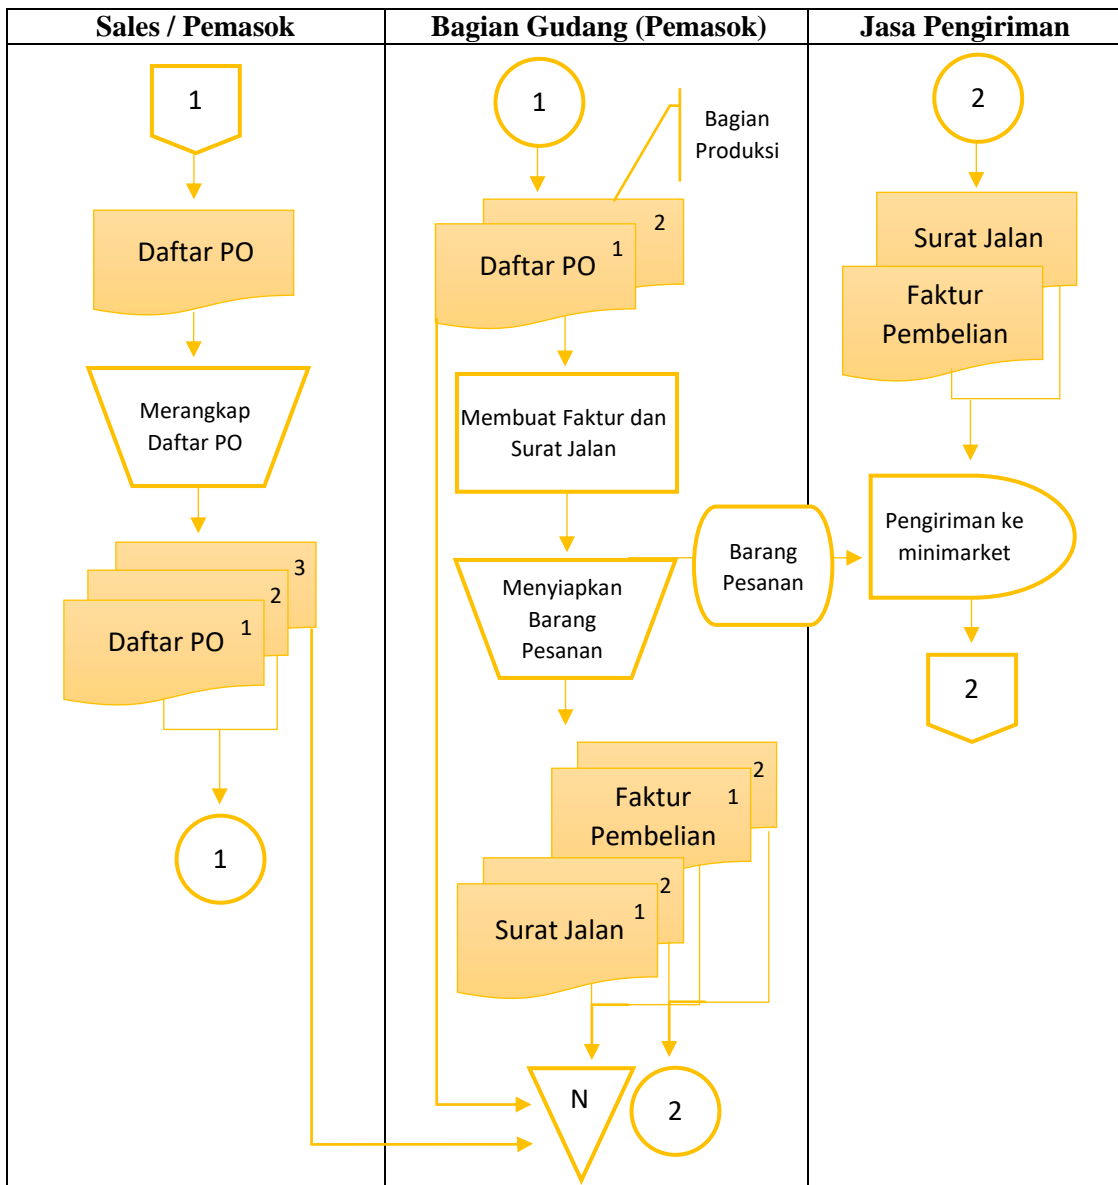 Sales / Pemasok
Bagian Gudang (Pemasok)
Jasa Pengiriman
1
Daftar PO
Merangkap
Daftar PO
3
2
1
Daftar PO
1
1
Bagian
Produksi
2
1
Daftar PO
Membuat Faktur dan
Surat Jalan
Menyiapkan
Barang
Pesanan
Barang
Pesanan
2
1
Faktur
Pembelian
2
1
Surat Jalan
N
2
2
Surat Jalan
Faktur
Pembelian
Pengiriman ke
minimarket
2